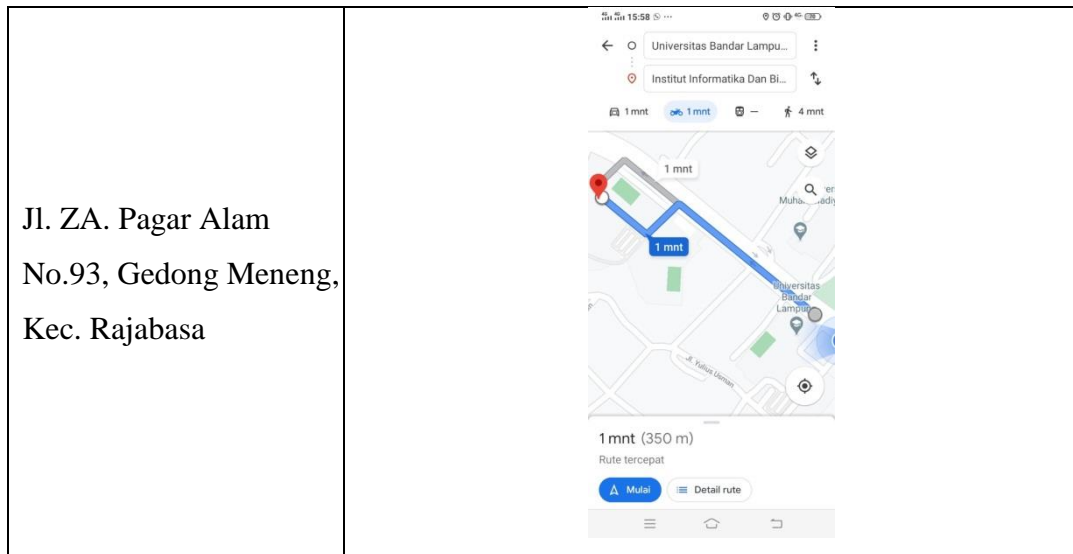 Jl. ZA. Pagar Alam
No.93, Gedong Meneng,
Kec. Rajabasa
15:58
Universitas Bandar Lampu...
Institut Informatika Dan Bi...
1 mnt
1 mnt
—
4 mnt
1 mnt
1 mnt
Universitas
Bandar
Jl. Yulius Usman
1 mnt (350 m)
Rute tercepat
Mulai
Detail rute